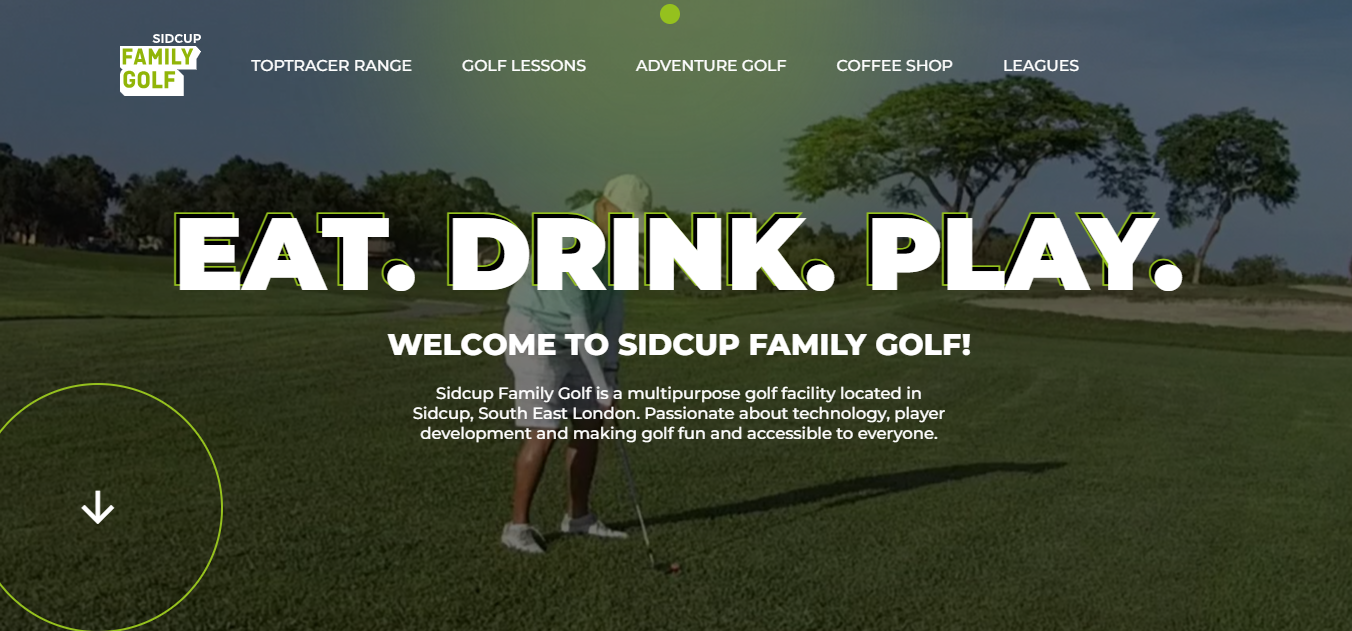 SIDCUP
FAMILY
GOLF
TOPTRACER RANGE GOLF LESSONS ADVENTURE GOLF COFFEE SHOP LEAGUES
EAT. DRINK. PLAY.
WELCOME TO SIDCUP FAMILY GOLF!
Sidcup Family Golf is a multipurpose golf facility located in
Sidcup, South East London. Passionate about technology, player
development and making golf fun and accessible to everyone.